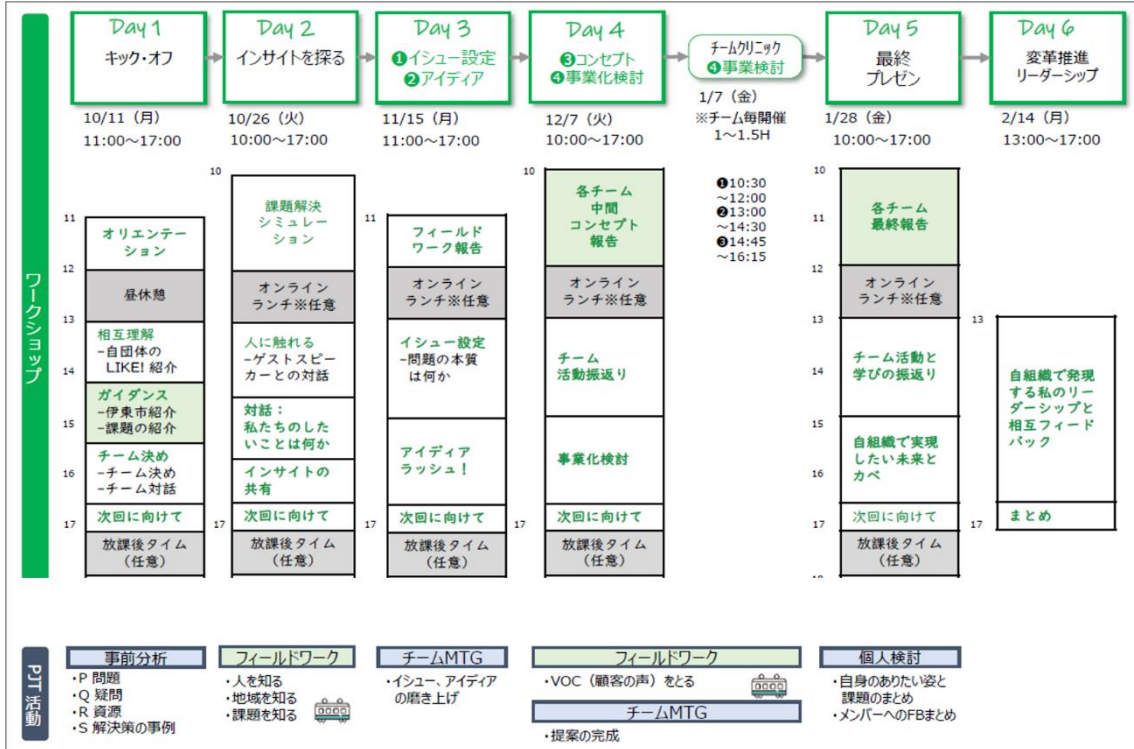 Day 1
キック・オフ
10/11（月）
11:00～17:00
Day 2
インサイトを探る
10/26（火）
10:00～17:00
Day 3
❶イシュー設定
❷アイディア
11/15（月）
11:00～17:00
Day 4
❸コンセプト
❹事業化検討
12/7（火）
10:00～17:00
チームクリニック
❹事業検討
1/7（金）
※チーム毎開催
1～1.5H
Day 5
最終
プレゼン
1/28（金）
10:00～17:00
Day 6
変革推進
リーダーシップ
2/14（月）
13:00～17:00
ワークショップ
11
オリエンテー
ション
12
昼休憩
13
相互理解
-自団体の
LIKE! 紹介
14
ガイダンス
-伊東市紹介
-課題の紹介
15
チーム決め
-チーム決め
-チーム対話
16
次回に向けて
17
放課後タイム
（任意）
10
課題解決
シミュレー
ション
オンライン
ランチ※任意
人に触れる
-ゲストスピー
カーとの対話
対話：
私たちのした
いことは何か
インサイトの
共有
次回に向けて
17
放課後タイム
（任意）
11
フィールド
ワーク報告
オンライン
ランチ※任意
イシュー設定
-問題の本質
は何か
アイディア
ラッシュ！
次回に向けて
17
放課後タイム
（任意）
10
各チーム
中間
コンセプト
報告
オンライン
ランチ※任意
チーム
活動振返り
事業化検討
次回に向けて
17
放課後タイム
（任意）
❶10:30
～12:00
❷13:00
～14:30
❸14:45
～16:15
10
11
各チーム
最終報告
12
オンライン
ランチ※任意
13
チーム活動と
学びの振返り
14
15
自組織で実現
したい未来と
カベ
16
次回に向けて
17
放課後タイム
（任意）
13
自組織で発現
する私のリー
ダーシップと
相互フィード
バック
まとめ
17
PJT 活動
事前分析
・P 問題
・Q 疑問
・R 資源
・S 解決策の事例
フィールドワーク
・人を知る
・地域を知る
・課題を知る
チームMTG
・イシュー、アイディア
の磨き上げ
フィールドワーク
・VOC（顧客の声）をとる
チームMTG
・提案の完成
個人検討
・自身のありたい姿と
課題のまとめ
・メンバーへのFBまとめ